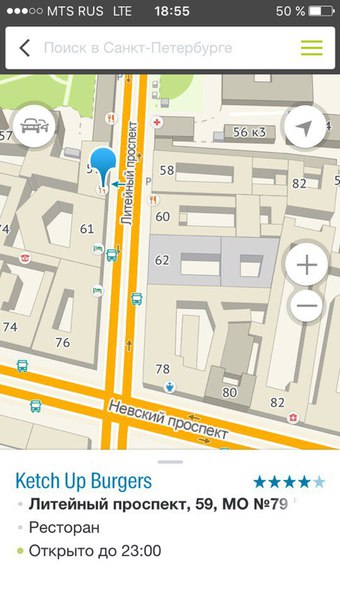 MTS RUS LTE 18:55 50 %
Поиск в Санкт-Петербурге
56 к3
Литейный проспект
58
82
P
60
61
62
74
76
78
80
82
Невский проспект
Ketch Up Burgers
Литейный проспект, 59, МО №79
Ресторан
Открыто до 23:00